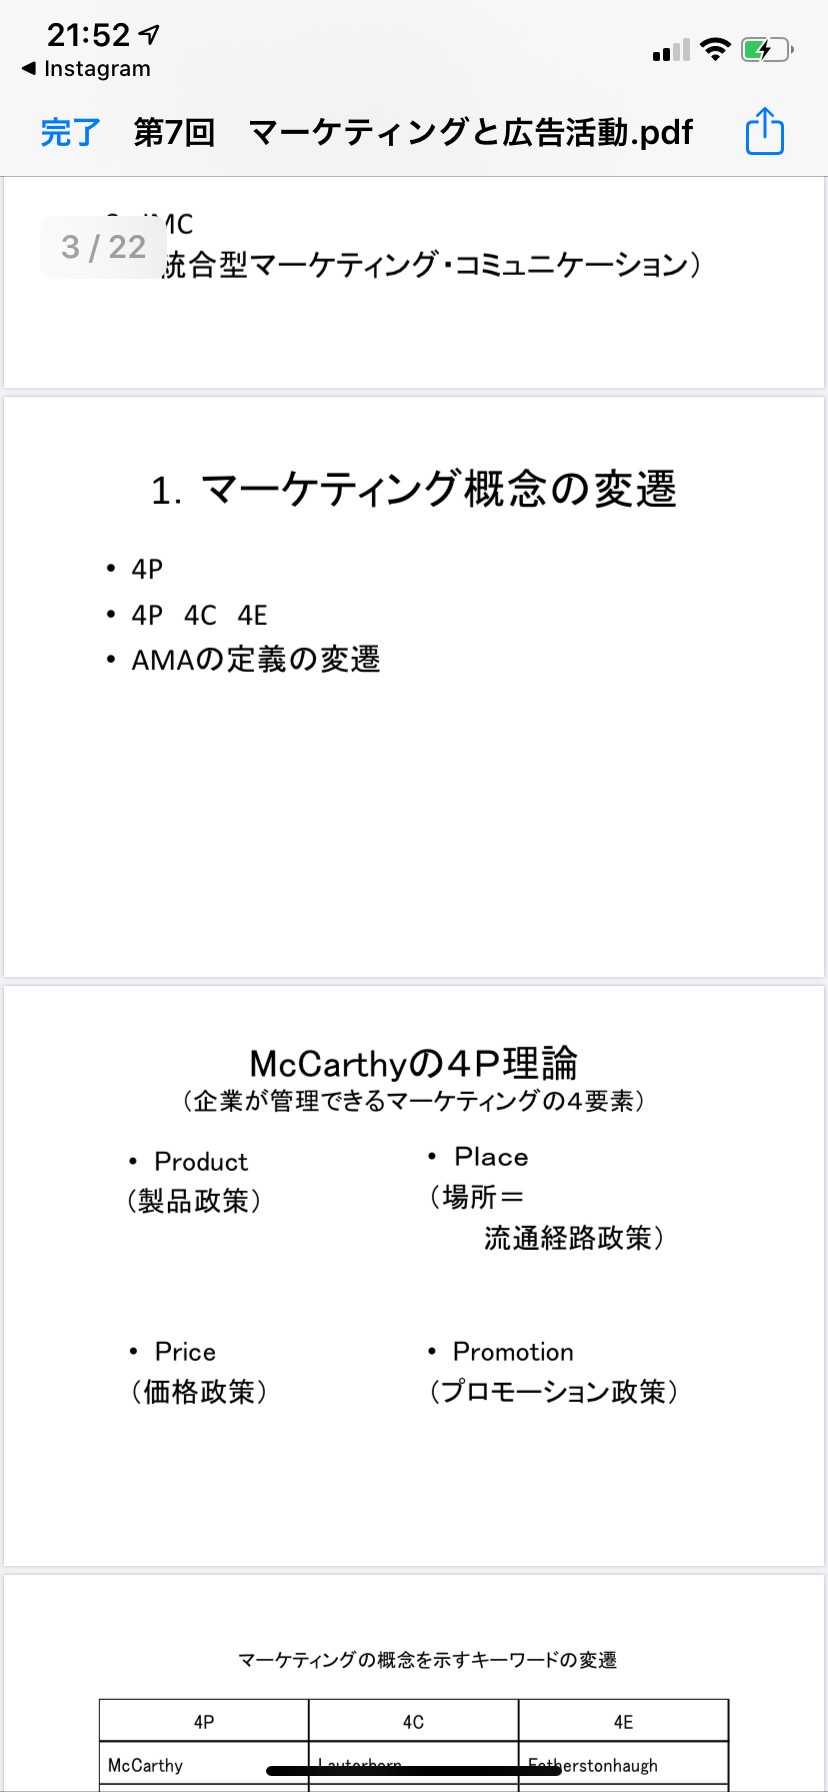 21:52
Instagram
完了 第7回 マーケティングと広告活動.pdf
MC
3 / 22
統合型マーケティング・コミュニケーション）
1. マーケティング概念の変遷
• 4P
• 4P 4C 4E
• AMAの定義の変遷
McCarthyの4P理論
（企業が管理できるマーケティングの4要素）
• Product
（製品政策）
• Place
（場所＝
流通経路政策）
• Price
（価格政策）
• Promotion
（プロモーション政策）
マーケティングの概念を示すキーワードの変遷
4P 4C 4E
McCarthy Lauterborn Fetherstonhaugh